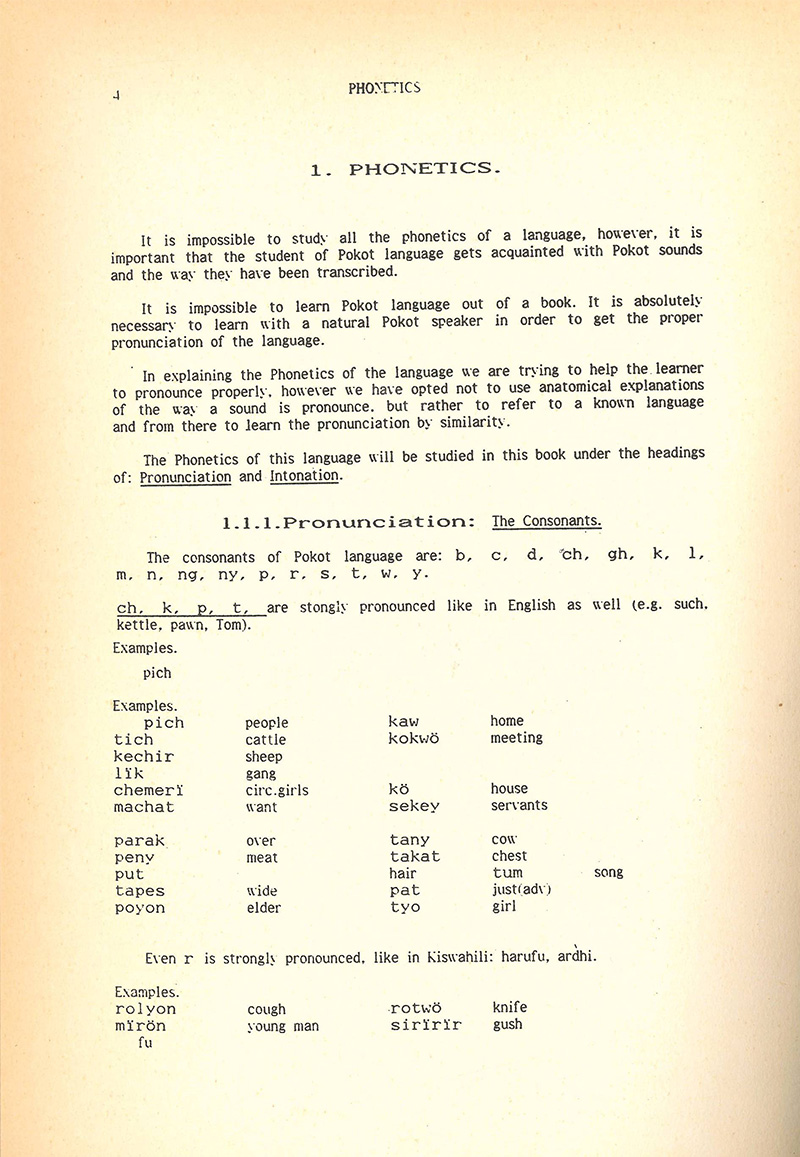 4 PHONETICS
1. PHONETICS.
It is impossible to study all the phonetics of a language, however, it is
important that the student of Pokot language gets acquainted with Pokot sounds
and the way they have been transcribed.
It is impossible to learn Pokot language out of a book. It is absolutely
necessary to learn with a natural Pokot speaker in order to get the proper
pronunciation of the language.
In explaining the Phonetics of the language we are trying to help the learner
to pronounce properly, however we have opted not to use anatomical explanations
of the way a sound is pronounce. but rather to refer to a known language
and from there to learn the pronunciation by similarity.
The Phonetics of this language will be studied in this book under the headings
of: Pronunciation and Intonation.
1.1.1.Pronunciation: The Consonants.
The consonants of Pokot language are: b, c, d, ch, gh, k, l,
m, n, ng, ny, p, r, s, t, w, y.
ch, k, p, t, are stongly pronounced like in English as well (e.g. such.
kettle, pawn, Tom).
Examples.
pich
Examples.
pich people kaw home
tich cattle kokwö meeting
kechir sheep
lïk gang
chemerï circ.girls kö house
machat want sekey servants
parak over tany cow
peny meat takat chest
put hair tum song
tapes wide pat just(adv)
poyon elder tyo girl
Even r is strongly pronounced, like in Kiswahili: harufu, ardhi.
Examples.
rolyon cough rotwö knife
mïrön young man sirïrïr gush
fu